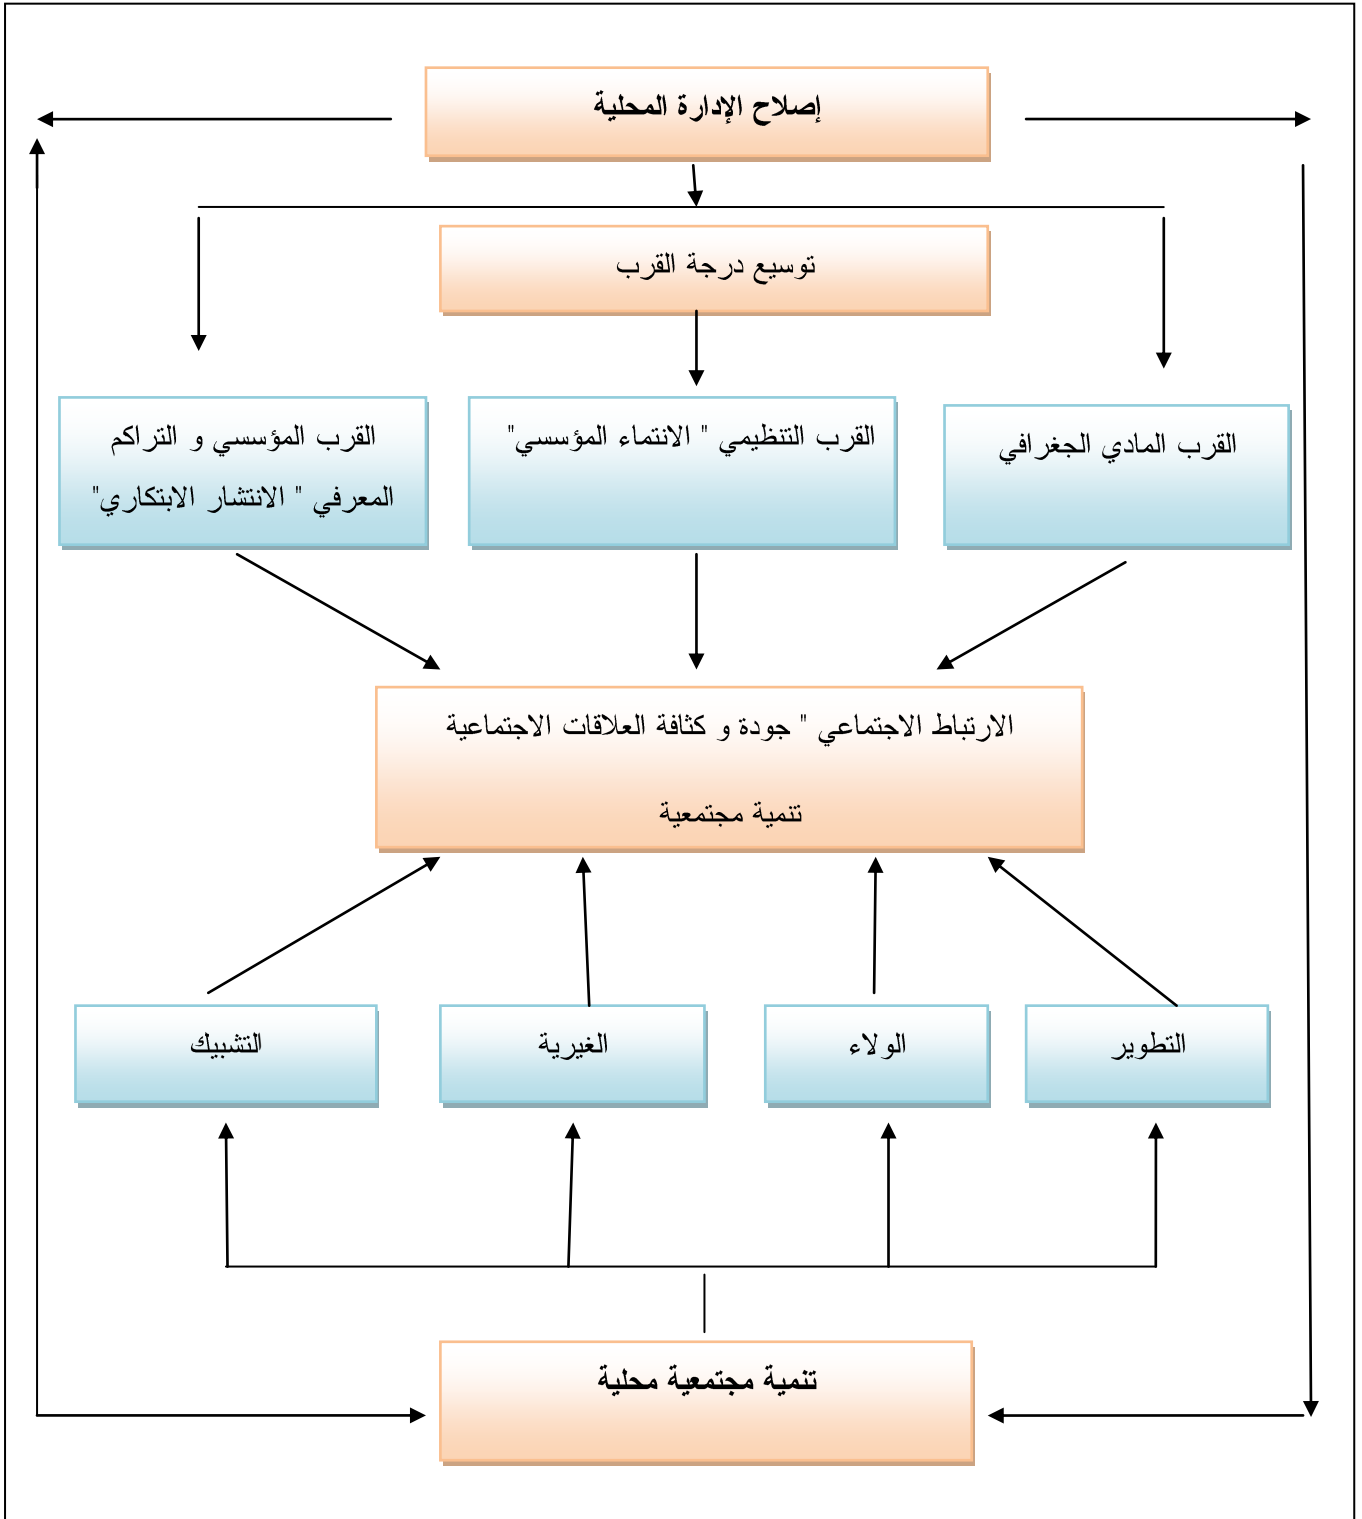 إصلاح الإدارة المحلية
توسيع درجة القرب
القرب المادي الجغرافي
القرب التنظيمي " الانتماء المؤسسي"
القرب المؤسسي و التراكم
المعرفي " الانتشار الابتكاري"
الارتباط الاجتماعي " جودة و كثافة العلاقات الاجتماعية
تنمية مجتمعية
التطوير
الولاء
الغيرية
التشبيك
تنمية مجتمعية محلية